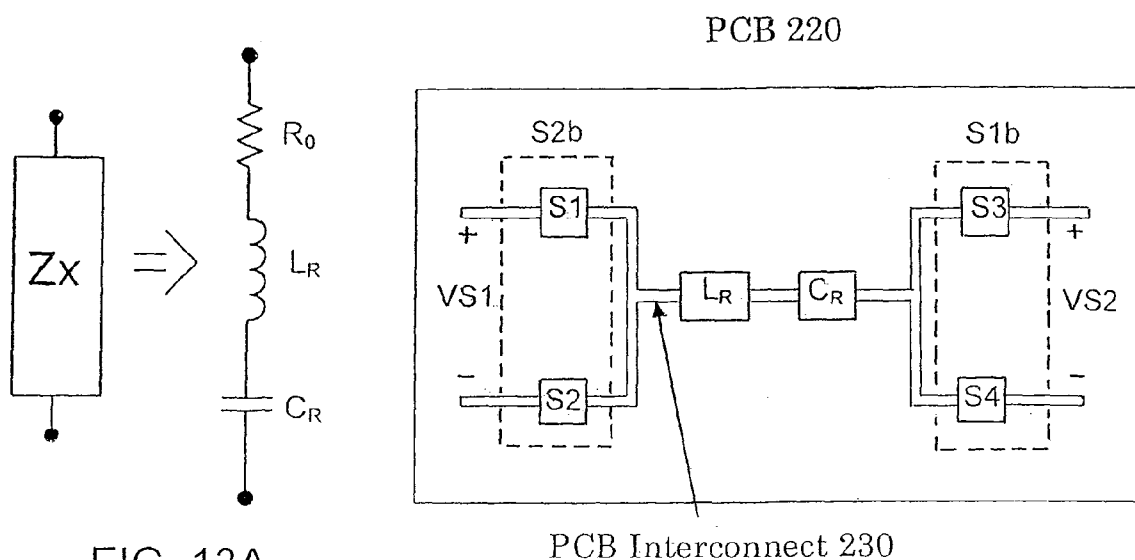 PCB 220
Zx
R0
LR
CR
S2b
S1b
S1
S3
+
+
VS1
LR
CR
VS2
-
-
S2
S4
FIG. 13A
PCB Interconnect 230